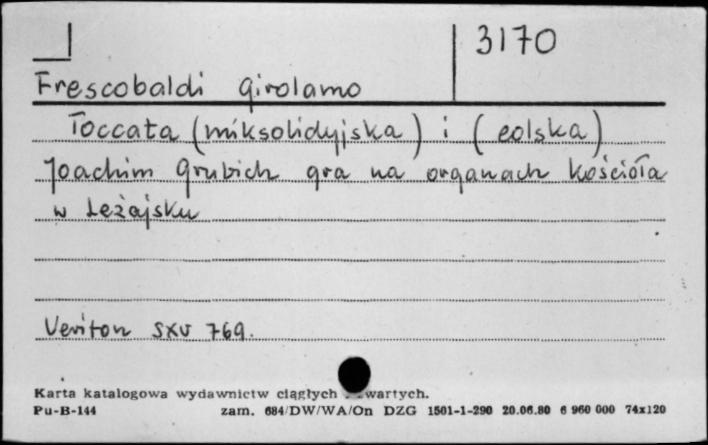 3170
Frescobaldi Girolamo
Toccata (miksolidyjska) i (eolska)
Joachim Grubich gra na organach Kościoła
w Leżajsku
Veriton SXV 769.
Karta katalogowa wydawnictw ciągłych wartych.
Pu-B-144 zam. 684/DW/WA/On DZG 1501-1-290 20.06.80 6 960 000 74x120